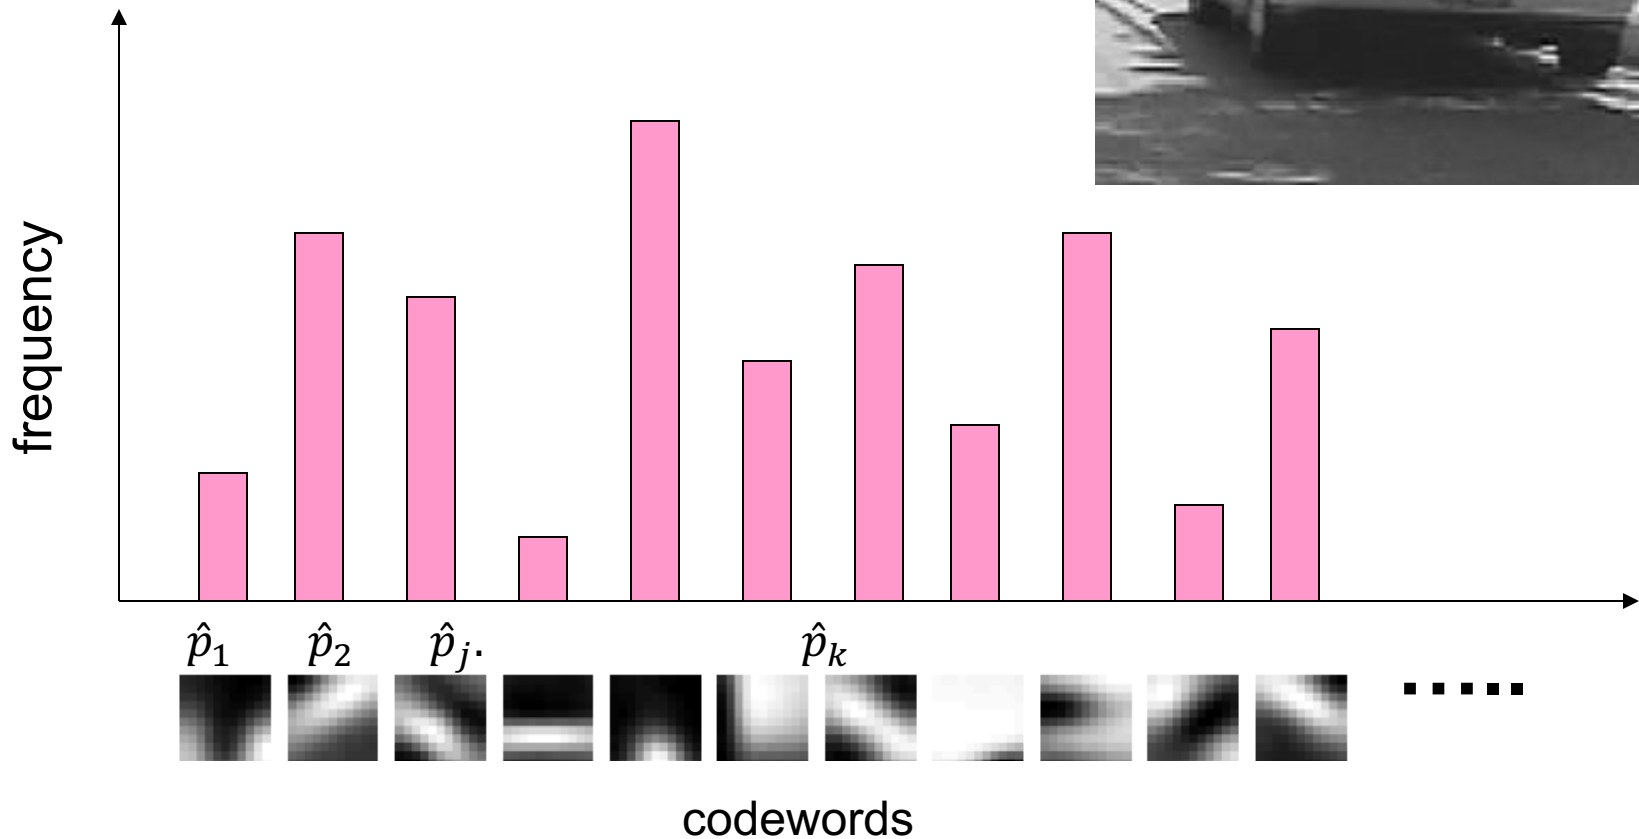 frequency
p̂₁ p̂₂ p̂ⱼ. p̂ₖ
.....
codewords